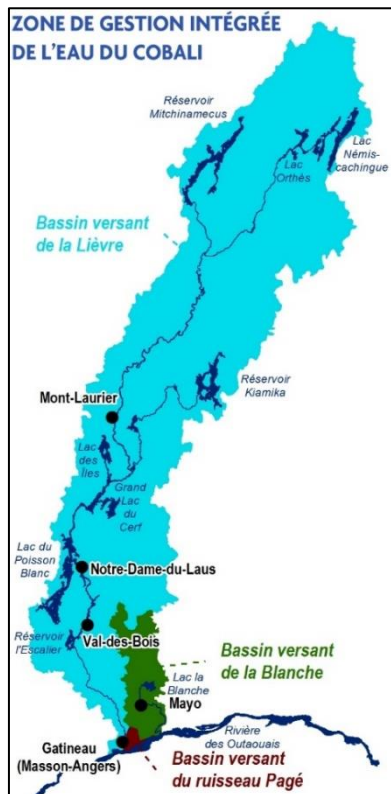 ZONE DE GESTION INTÉGRÉE
DE L'EAU DU COBALI
Réservoir
Mitchinamecus
Lac
Némis-
cachingue
Lac
Orthès
Bassin versant
de la Lièvre
Réservoir
Kiamika
Mont-Laurier
Lac
des
Îles
Grand
Lac
du
Cerf
Lac du
Poisson
Blanc
Notre-Dame-du-Laus
Val-des-Bois
Réservoir
l'Escalier
Bassin versant
de la Blanche
Lac la
Blanche
Mayo
Rivière
des Outaouais
Gatineau
(Masson-Angers)
Bassin versant
du ruisseau Pagé